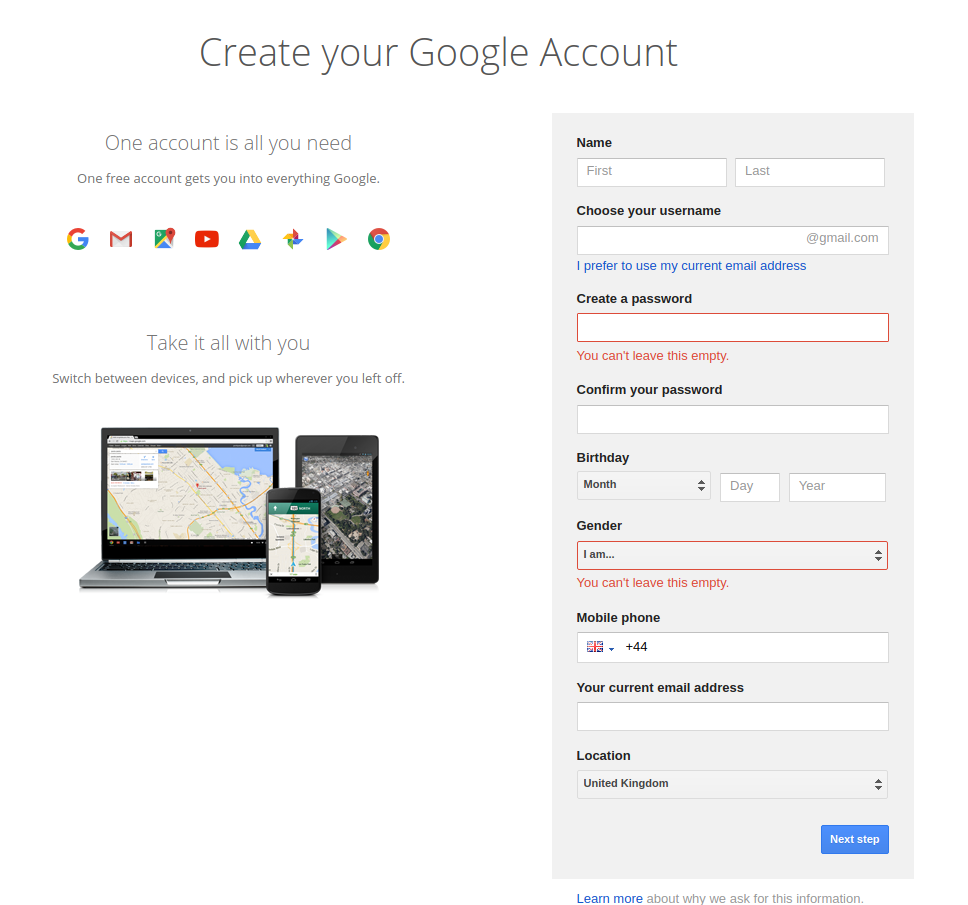 Create your Google Account
One account is all you need
One free account gets you into everything Google.
Take it all with you
Switch between devices, and pick up wherever you left off.
Name
First Last
Choose your username
@gmail.com
I prefer to use my current email address
Create a password
You can't leave this empty.
Confirm your password
Birthday
Month Day Year
Gender
I am...
You can't leave this empty.
Mobile phone
+44
Your current email address
Location
United Kingdom
Next step
Learn more about why we ask for this information.